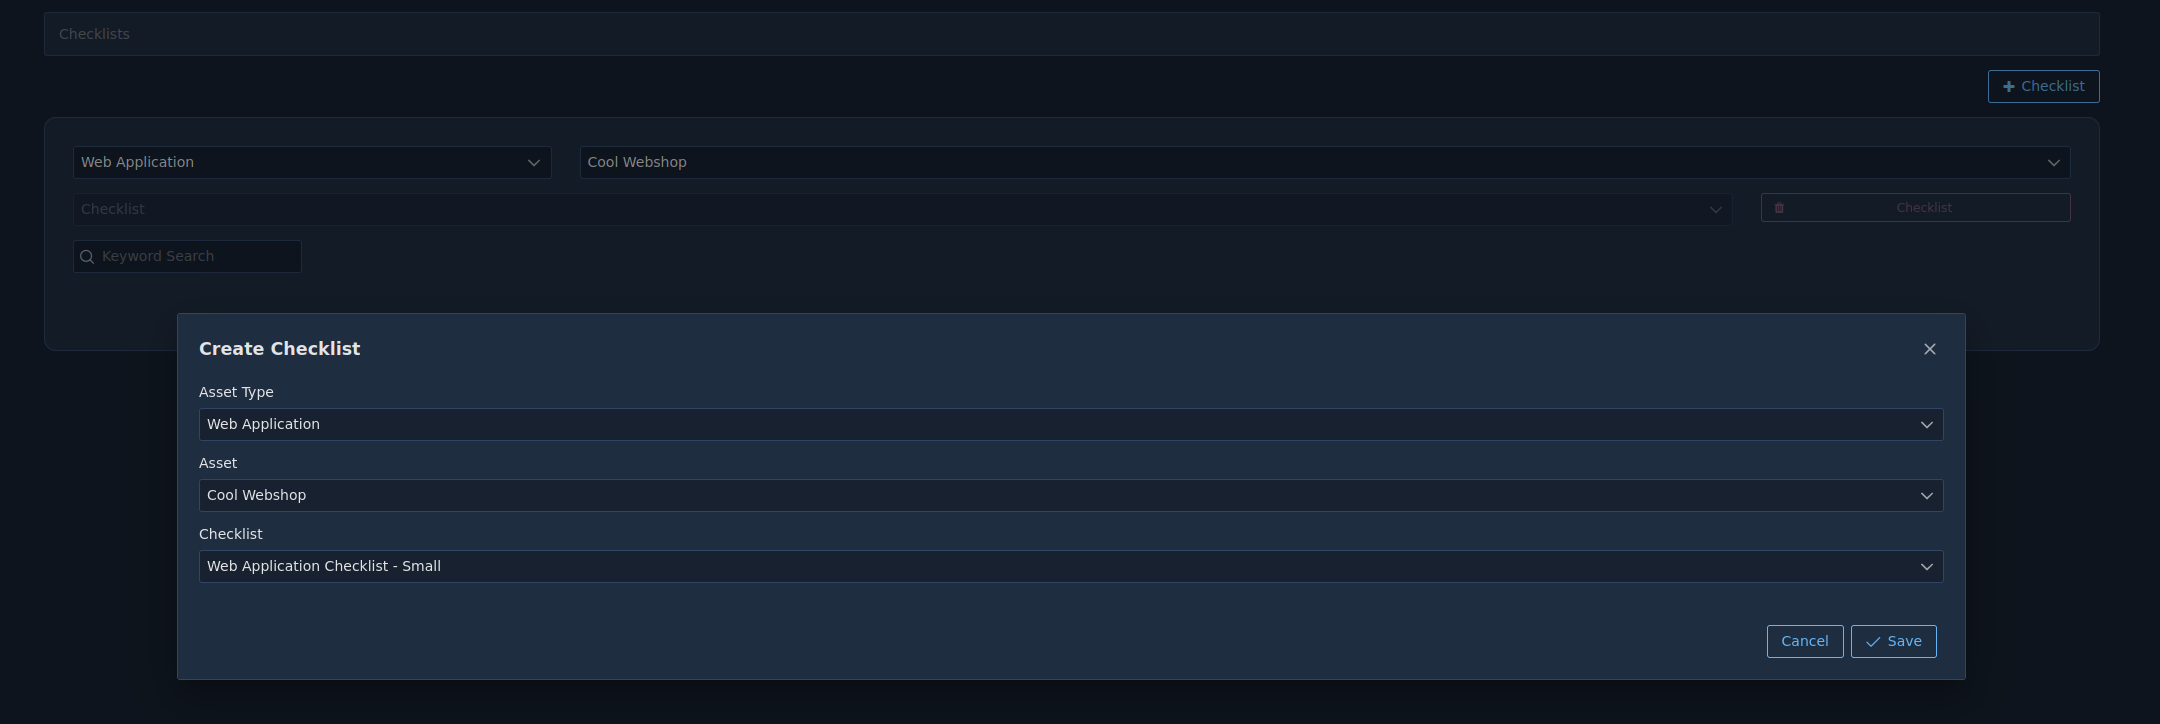 Checklists
Checklist
Web Application
Cool Webshop
Checklist
Checklist
Keyword Search
Create Checklist
Asset Type
Web Application
Asset
Cool Webshop
Checklist
Web Application Checklist - Small
Cancel
Save